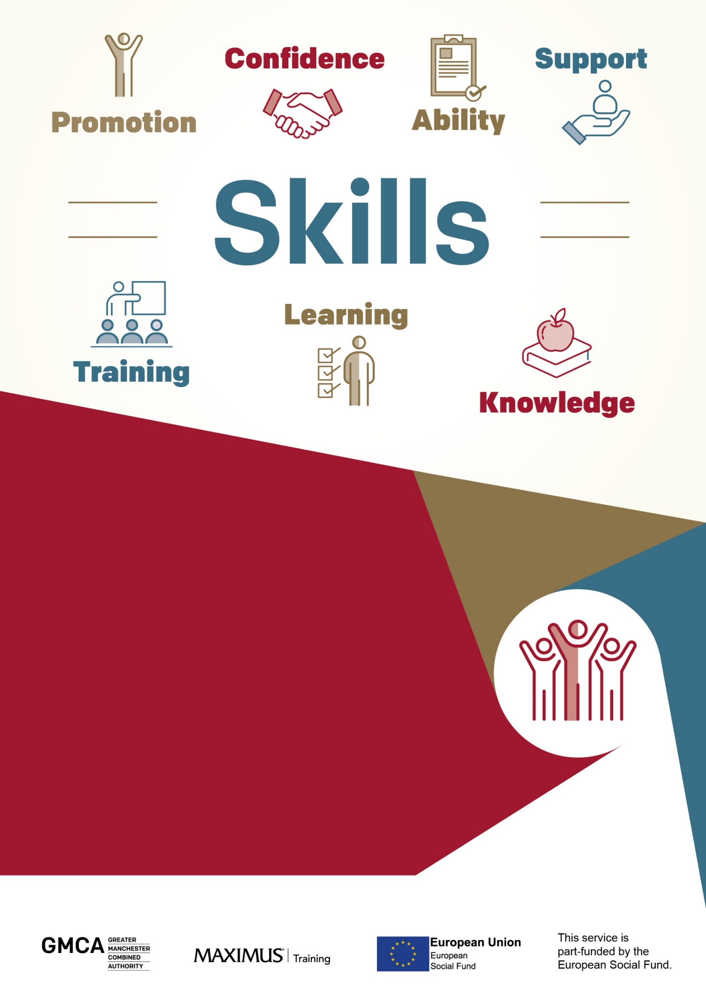 Confidence
Support
Promotion
Ability
Skills
Learning
Training
Knowledge
GMCA
GREATER
MANCHESTER
COMBINED
AUTHORITY
MAXIMUS® | Training
European Union
European
Social Fund
This service is
part-funded by the
European Social Fund.